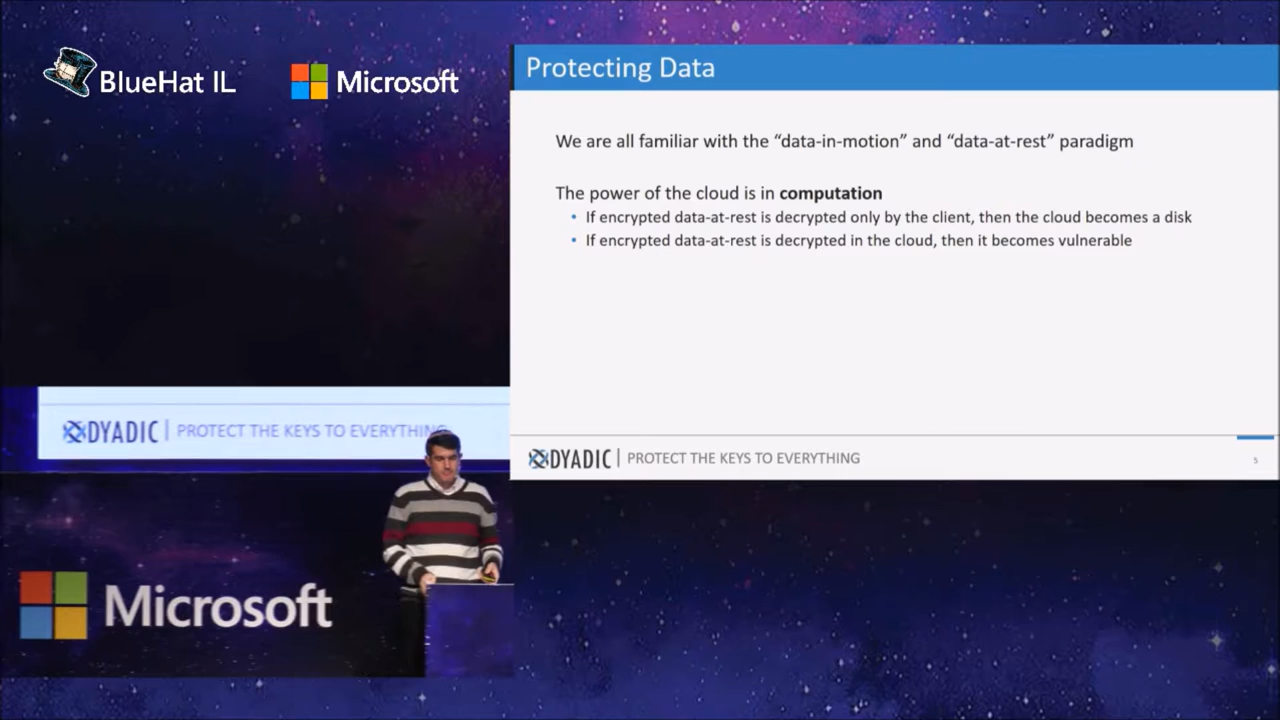 BlueHat IL
Microsoft
Protecting Data
We are all familiar with the “data-in-motion” and “data-at-rest” paradigm
The power of the cloud is in computation
• If encrypted data-at-rest is decrypted only by the client, then the cloud becomes a disk
• If encrypted data-at-rest is decrypted in the cloud, then it becomes vulnerable
DYADIC | PROTECT THE KEYS TO EVERYTHING
5
DYADIC | PROTECT THE KEYS TO EVERYTHING
Microsoft